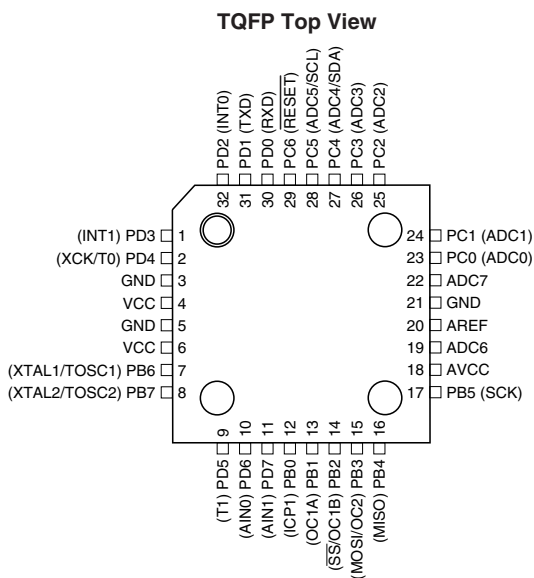 TQFP Top View
PD2 (INT0)
PD1 (TXD)
PD0 (RXD)
PC6 (RESET)
PC5 (ADC5/SCL)
PC4 (ADC4/SDA)
PC3 (ADC3)
PC2 (ADC2)
32
31
30
29
28
27
26
25
(INT1) PD3 1
(XCK/T0) PD4 2
GND 3
VCC 4
GND 5
VCC 6
(XTAL1/TOSC1) PB6 7
(XTAL2/TOSC2) PB7 8
24 PC1 (ADC1)
23 PC0 (ADC0)
22 ADC7
21 GND
20 AREF
19 ADC6
18 AVCC
17 PB5 (SCK)
9
10
11
12
13
14
15
16
(T1) PD5
(AIN0) PD6
(AIN1) PD7
(ICP1) PB0
(OC1A) PB1
(SS/OC1B) PB2
(MOSI/OC2) PB3
(MISO) PB4